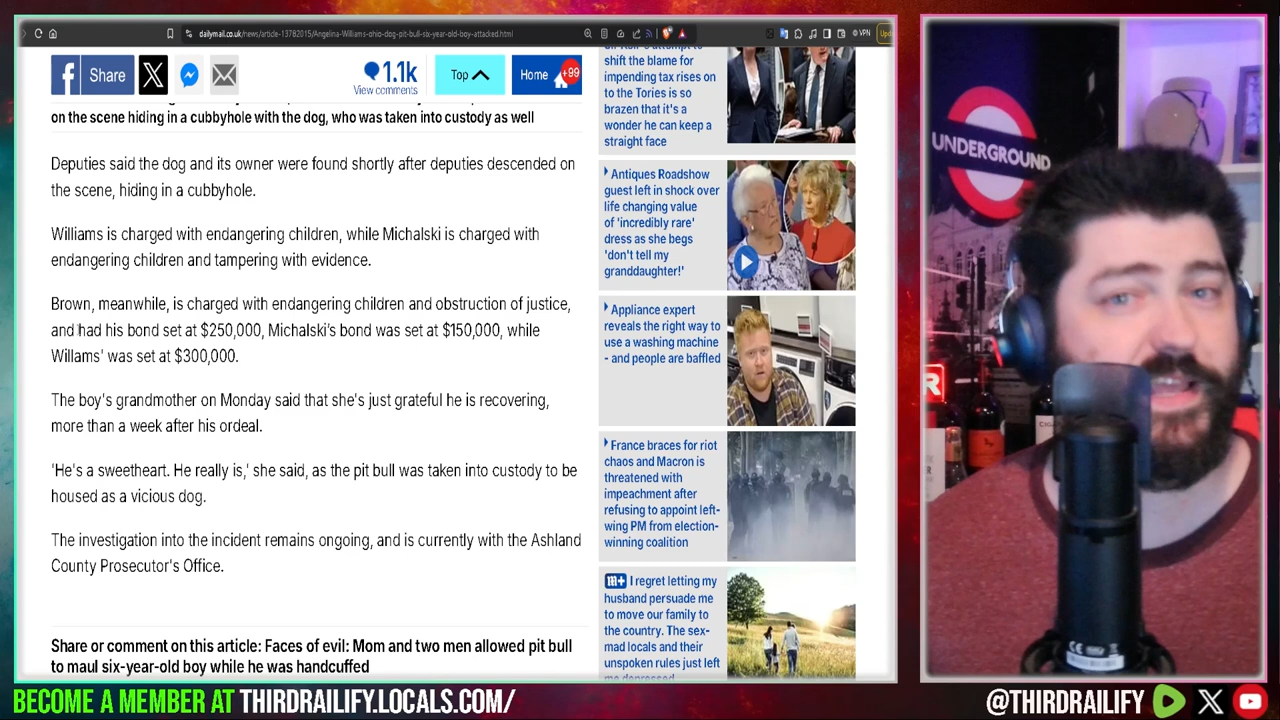 dailymail.co.uk/news/article-13782015/Angelina-Williams-ohio-dog-pit-bull-six-year-old-boy-attacked.html
VPN
Share
1.1k
View comments
Top
Home
+99
on the scene hiding in a cubbyhole with the dog, who was taken into custody as well
Deputies said the dog and its owner were found shortly after deputies descended on
the scene, hiding in a cubbyhole.
Williams is charged with endangering children, while Michalski is charged with
endangering children and tampering with evidence.
Brown, meanwhile, is charged with endangering children and obstruction of justice,
and had his bond set at $250,000, Michalski's bond was set at $150,000, while
Willams' was set at $300,000.
The boy's grandmother on Monday said that she's just grateful he is recovering,
more than a week after his ordeal.
'He's a sweetheart. He really is,' she said, as the pit bull was taken into custody to be
housed as a vicious dog.
The investigation into the incident remains ongoing, and is currently with the Ashland
County Prosecutor's Office.
Share or comment on this article: Faces of evil: Mom and two men allowed pit bull
to maul six-year-old boy while he was handcuffed
shift the blame for
impending tax rises
on to the Tories is so
brazen that it's a
wonder he can keep a
straight face
Antiques Roadshow
guest left in shock over
life changing value
of 'incredibly rare'
dress as she begs
'don't tell my
granddaughter!'
Appliance expert
reveals the right way to
use a washing machine
- and people are baffled
France braces for riot
chaos and Macron is
threatened with
impeachment after
refusing to appoint left-
wing PM from election-
winning coalition
m+ I regret letting my
husband persuade me
to move our family to
the country. The sex-
mad locals and their
unspoken rules just left
me depressed
UNDERGROUND
R
CE
BECOME A MEMBER AT THIRDRAILIFY.LOCALS.COM/
@THIRDRAILIFY